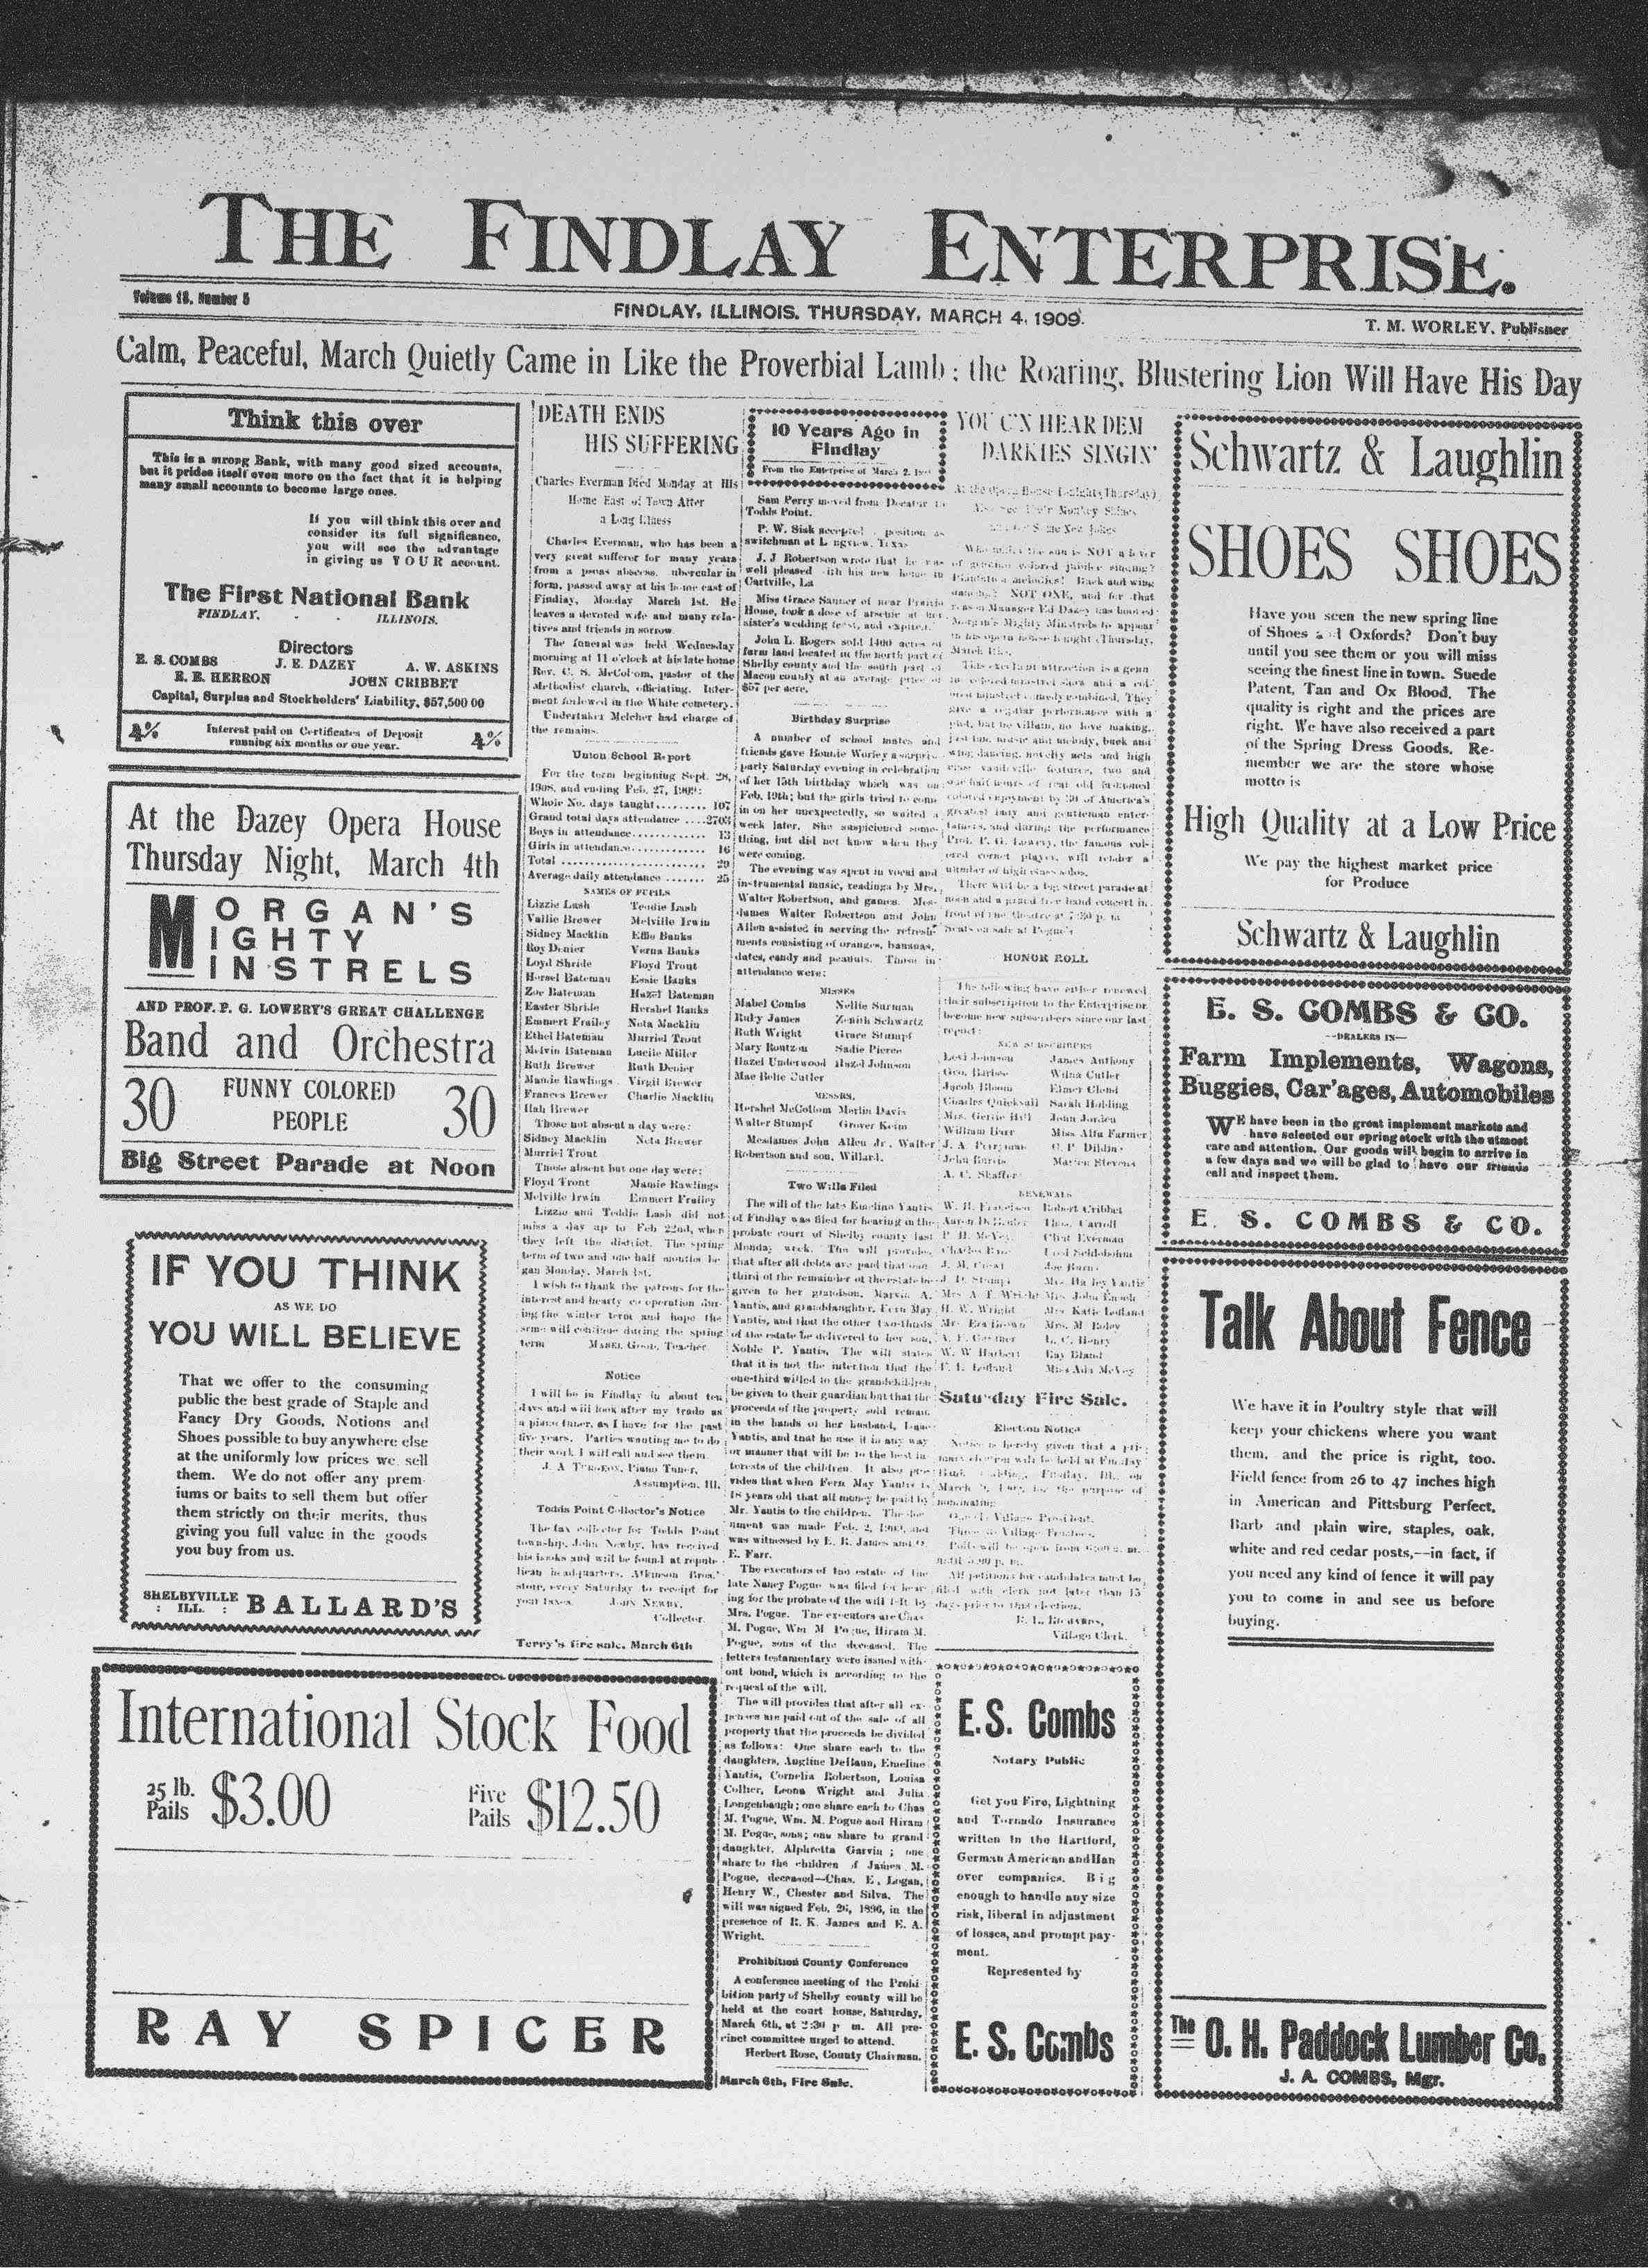 THE FINDLAY ENTERPRISE.
Volume 18, Number 5
FINDLAY, ILLINOIS, THURSDAY, MARCH 4, 1909.
T. M. WORLEY, Publisher
Calm, Peaceful, March Quietly Came in Like the Proverbial Lamb; the Roaring, Blustering Lion Will Have His Day
Think this over
This is a strong Bank, with many good sized accounts,
but it prides itself even more on the fact that it is helping
many small accounts to become large ones.
If you will think this over and
consider its full significance,
you will see the advantage
in giving us YOUR account.
The First National Bank
FINDLAY, - - ILLINOIS.
Directors
E. S. COMBS J. E. DAZEY A. W. ASKINS
E. E. HERRON JOHN CRIBBET
Capital, Surplus and Stockholders' Liability, $57,500 00
4% Interest paid on Certificates of Deposit 4%
running six months or one year.
At the Dazey Opera House
Thursday Night, March 4th
MORGAN'S
MIGHTY
MINSTRELS
AND PROF. P. G. LOWERY'S GREAT CHALLENGE
Band and Orchestra
30 FUNNY COLORED 30
PEOPLE
Big Street Parade at Noon
IF YOU THINK
AS WE DO
YOU WILL BELIEVE
That we offer to the consuming
public the best grade of Staple and
Fancy Dry Goods, Notions and
Shoes possible to buy anywhere else
at the uniformly low prices we sell
them. We do not offer any prem-
iums or baits to sell them but offer
them strictly on their merits, thus
giving you full value in the goods
you buy from us.
SHELBYVILLE
: ILL. :
BALLARD'S
International Stock Food
25 lb. Pails $3.00 Five Pails $12.50
RAY SPICER
DEATH ENDS
HIS SUFFERING
Charles Everman Died Monday at His
Home East of Town After
a Long Illness
Charles Everman, who has been a
very great sufferer for many years
from a psoas abscess, tubercular in
form, passed away at his home east of
Findlay, Monday March 1st. He
leaves a devoted wife and many rela-
tives and friends in sorrow.
The funeral was held Wednesday
morning at 11 o'clock at his late home
Rev. C. S. McCollom, pastor of the
Methodist church, officiating. Inter-
ment followed in the White cemetery.
Undertaker Melcher had charge of
the remains.
Union School Report
For the term beginning Sept. 28,
1908, and ending Feb. 27, 1909:
Whole No. days taught........ 107
Grand total days attendance ....2703
Boys in attendance............ 13
Girls in attendance............ 16
Total ...................... 29
Average daily attendance ....... 25
NAMES OF PUPILS
Lizzie Lash Teddie Lash
Vallie Brewer Melville Irwin
Sidney Macklin Effie Banks
Roy Denier Verna Banks
Loyd Shride Floyd Trout
Horsel Bateman Essie Banks
Zoe Bateman Hazel Bateman
Easter Shride Hershel Banks
Emmert Frailey Neta Macklin
Ethel Bateman Murriel Trout
Melvin Bateman Lucile Miller
Ruth Brewer Ruth Denier
Mamie Rawlings Virgil Brewer
Frances Brewer Charlie Macklin
Ilah Brewer
Those not absent a day were:
Sidney Macklin Neta Brewer
Murriel Trout
Those absent but one day were:
Floyd Trout Mamie Rawlings
Melville Irwin Emmert Frailey
Lizzie and Teddie Lash did not
miss a day up to Feb 22nd, when
they left the district. The spring
term of two and one half months be
gan Monday, March 1st.
I wish to thank the patrons for the
interest and hearty co operation dur-
ing the winter term and hope the
same will continue during the spring
term MABEL GOOD, Teacher.
Notice
I will be in Findlay in about ten
days and will look after my trade as
a piano tuner, as I have for the past
five years. Parties wanting me to do
their work I will call and see them.
J. A. Piano Tuner,
Assumption, Ill.
Todds Point Collector's Notice
The tax collector for Todds Point
township, John Newby, has received
his books and will be found at repub-
lican headquarters, Atkinson Bros.'
store, every Saturday to receipt for
your taxes. JOHN NEWBY,
Collector.
Terry's fire sale, March 6th
10 Years Ago in
Findlay
From the Enterprise of March 2,
Sam Percy moved from Decatur to
Todds Point.
P. W. Sisk accepted position as
switchman at Longview, Texas
J. J Robertson wrote that he was
well pleased with his new home in
Cartville, La
Miss Grace Sanner of near Prairie
Home, took a dose of arsenic at her
sister's wedding feast, and expired.
John L. Rogers sold 1400 acres of
farm land located in the north part of
Shelby county and the south part of
Macon county at an average price of
$57 per acre.
Birthday Surprise
A number of school mates and
friends gave Bonnie Worley a surprise
party Saturday evening in celebration
of her 15th birthday which was on
Feb. 19th; but the girls tried to come
in on her unexpectedly, so waited a
week later. She suspicioned some-
thing, but did not know when they
were coming.
The evening was spent in vocal and
instrumental music, readings by Mrs.
Walter Robertson, and games. Mes-
dames Walter Robertson and John
Allen assisted in serving the refresh-
ments consisting of oranges, bananas,
dates, candy and peanuts. Those in
attendance were:
MISSES
Mabel Combs Nellie Surman
Ruby James Zenith Schwartz
Ruth Wright Grace Stumpf
Mary Rontzon Sadie Pierce
Hazel Underwood Hazel Johnson
Mae Belle Cutler
MESSRS.
Hershel McCollom Merlin Davis
Walter Stumpf Grover Keim
Mesdames John Allen Jr., Walter
Robertson and son, Willard.
Two Wills Filed
The will of the late Emeline Yantis
of Findlay was filed for hearing in the
probate court of Shelby county last
Monday week. The will provides
that after all debts are paid that one
third of the remainder of the estate be
given to her grandson, Marvin A.
Yantis, and granddaughter, Fern May
Yantis, and that the other two-thirds
of the estate be delivered to her son,
Noble P. Yantis. The will states
that it is not the intention that the
one-third willed to the grandchildren,
be given to their guardian but that the
proceeds of the property sold remain
in the hands of her husband, Isaac
Yantis, and that he use it in any way
or manner that will be to the best in-
terests of the children. It also pro-
vides that when Fern May Yantis is
18 years old that all money be paid by
Mr. Yantis to the children. The doc-
ument was made Feb. 2, 1909, and
was witnessed by E. R. James and O.
E. Farr.
The executors of the estate of the
late Nancy Pogue was filed for hear-
ing for the probate of the will left by
Mrs. Pogue. The executors are Chas
M. Pogue, Wm M Pogue, Hiram M.
Pogue, sons of the deceased. The
letters testamentary were issued with-
out bond, which is according to the
request of the will.
The will provides that after all ex-
penses are paid out of the sale of all
property that the proceeds be divided
as follows: One share each to the
daughters, Angline DeBaun, Emeline
Yantis, Cornelia Robertson, Louisa
Collier, Leona Wright and Julia
Longenbaugh; one share each to Chas
M. Pogue, Wm. M. Pogue and Hiram
M. Pogue, sons; one share to grand
daughter, Alphretta Garvin; one
share to the children of James M.
Pogue, deceased—Chas. E, Logan,
Henry W., Chester and Silva. The
will was signed Feb. 26, 1896, in the
presence of R. K. James and E. A.
Wright.
Prohibition County Conference
A conference meeting of the Prohi-
bition party of Shelby county will be
held at the court house, Saturday,
March 6th, at 2:30 p m. All pre-
cinct committee urged to attend.
Herbert Rose, County Chairman.
March 6th, Fire Sale.
YOU C'N HEAR DEM
DARKIES SINGIN'
At the Opera House Tonight (Thursday)
Also See Their Monkey Shines
Some New Jokes
NOT ONE, and for that
reason Manager Ed Dazey has booked
Morgan's Mighty Minstrels to appear
in his opera house tonight (Thursday,
March 4th).
This excellent attraction is a genu
ine colored minstrel show and a col-
ored minstrel comedy combined. They
give a regular performance with a
plot, but no villain, no love making.
Just fun, music and melody, buck and
wing dancing, novelty acts and high
class vaudeville features, two and
one-half hours of real old fashioned
colored enjoyment by 30 of America's
greatest lady and gentleman enter-
tainers, and during the performance
Prof. P. G. Lowery, the famous col-
ored cornet player, will render a
number of high class solos.
There will be a big street parade at
noon and a grand free band concert in
front of the theatre at 7:30 p. m.
Seats on sale at Pogue's.
HONOR ROLL
The following have either renewed
their subscription to the Enterprise or
become new subscribers since our last
report:
NEW SUBSCRIBERS
Levi Johnson James Anthony
Geo. Barbee Wilna Cutler
Jacob Bloom Elmer Clend
Charles Quicksall Sarah Holding
Mrs. Gertie Hell John Jordan
William Durr Miss Alta Farmer
J. A. O. P. Dildin
John Marion Stevens
A. C. Shaffer
RENEWALS
W. H. Robert Cribbet
Aaron Thos. Carroll
P. H. McVey Chat Everman
Charles Fred Seldelohm
J. M. Joe Burns
J. D. Stumpf Mrs. Yantis
Mrs A T Wright Mrs John Enoch
H. W. Wright Mrs Katie Ledland
Mr. Ezra Brown Mrs. M Roley
L. C. Henry
W. W Harbert Ray Bland
Miss Ada McVey
Saturday Fire Sale.
Election Notice
Notice is hereby given that a pri-
mary election will be held at Findlay
Bank building, Findlay, Ill., on
March 9, 1909, for the purpose of
nominating
One Village President.
Three Village Trustees.
Polls will be open from 6:00 a. m.
until 5:00 p. m.
All petitions for candidates must be
filed with clerk not later than 15
days prior to this election.
Village Clerk.
E. S. Combs
Notary Public
Get you Fire, Lightning
and Tornado Insurance
written in the Hartford,
German American and Han
over companies. Big
enough to handle any size
risk, liberal in adjustment
of losses, and prompt pay-
ment.
Represented by
E. S. Combs
Schwartz & Laughlin
SHOES SHOES
Have you seen the new spring line
of Shoes and Oxfords? Don't buy
until you see them or you will miss
seeing the finest line in town. Suede
Patent, Tan and Ox Blood. The
quality is right and the prices are
right. We have also received a part
of the Spring Dress Goods. Re-
member we are the store whose
motto is
High Quality at a Low Price
We pay the highest market price
for Produce
Schwartz & Laughlin
E. S. COMBS & CO.
--DEALERS IN--
Farm Implements, Wagons,
Buggies, Car'ages, Automobiles
WE have been in the great implement markets and
have selected our spring stock with the utmost
care and attention. Our goods will begin to arrive in
a few days and we will be glad to have our friends
call and inspect them.
E. S. COMBS & CO.
Talk About Fence
We have it in Poultry style that will
keep your chickens where you want
them, and the price is right, too.
Field fence from 26 to 47 inches high
in American and Pittsburg Perfect.
Barb and plain wire, staples, oak,
white and red cedar posts,—in fact, if
you need any kind of fence it will pay
you to come in and see us before
buying.
The O. H. Paddock Lumber Co.
J. A. COMBS, Mgr.